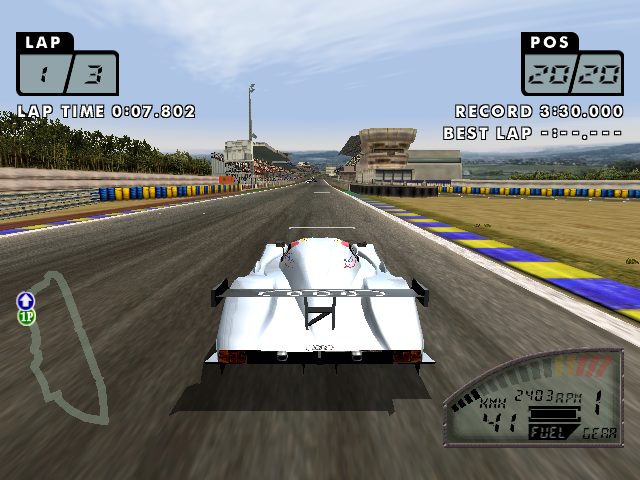 LAP
1/3
LAP TIME 0:07.802
POS
20/20
RECORD 3:30.000
BEST LAP -:--.---
1P
2403 RPM
KMH
41
1
FUEL
GEAR